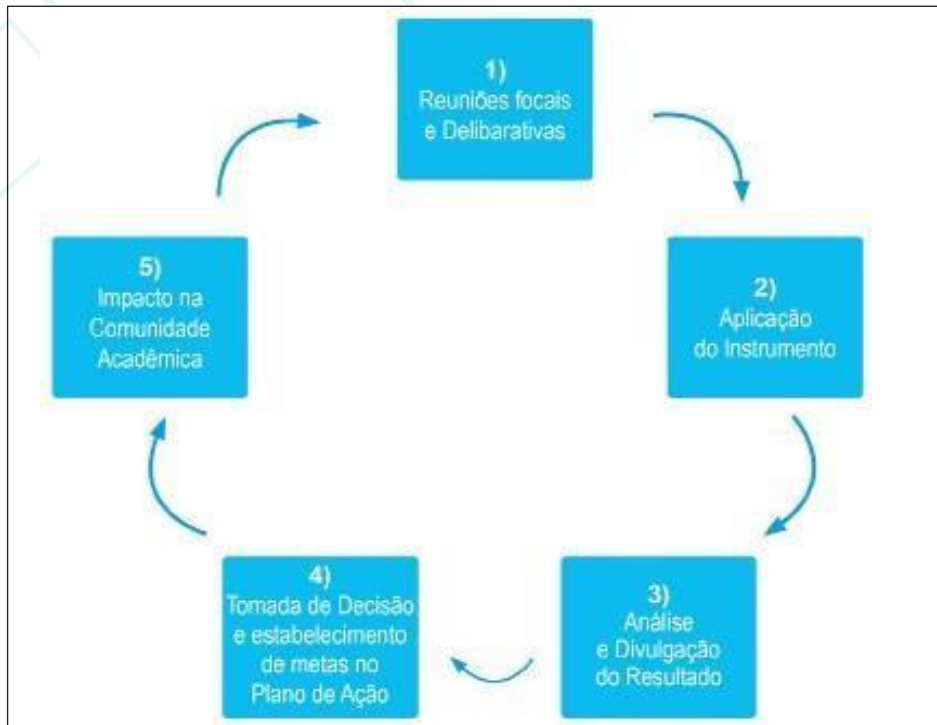 1)
Reuniões focais
e Delibarativas
2)
Aplicação
do Instrumento
3)
Análise
e Divulgação
do Resultado
4)
Tomada de Decisão
e estabelecimento
de metas no
Plano de Ação
5)
Impacto na
Comunidade
Acadêmica